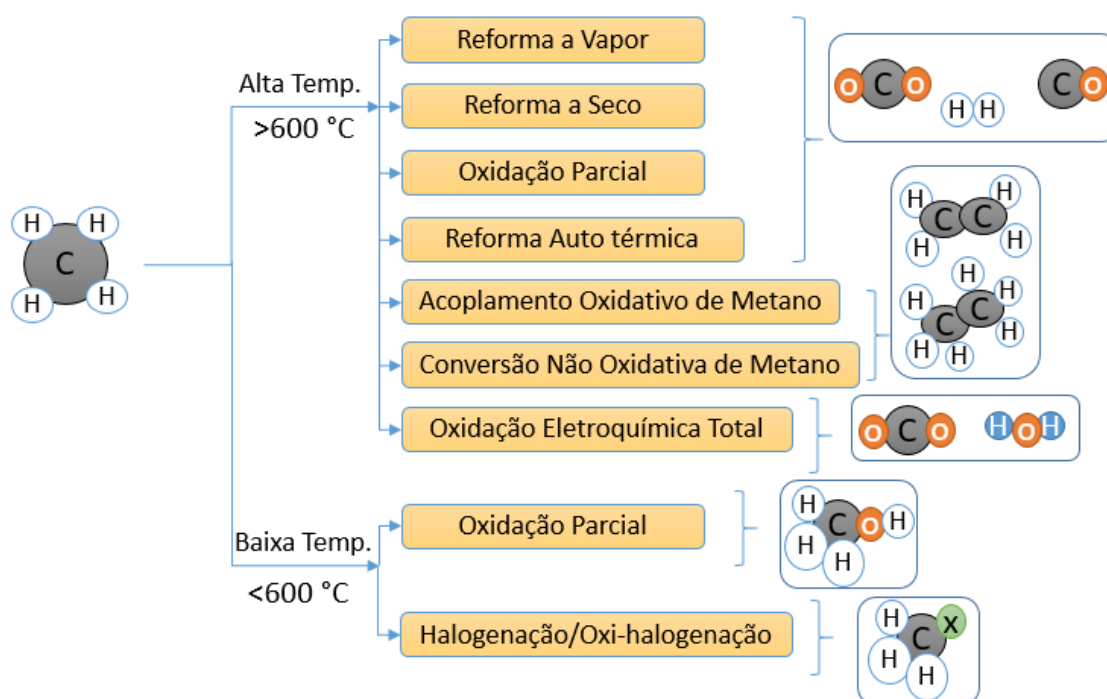 Reforma a Vapor
Alta Temp.
>600 °C
Reforma a Seco
Oxidação Parcial
Reforma Auto térmica
Acoplamento Oxidativo de Metano
Conversão Não Oxidativa de Metano
Oxidação Eletroquímica Total
Baixa Temp.
<600 °C
Oxidação Parcial
Halogenação/Oxi-halogenação
H H
C
H H
O C O
H H
C O
H H
C C
H H
H
H H
C C
H H H
O C O
H O H
H
C O H
H
H
H X
C
H
H